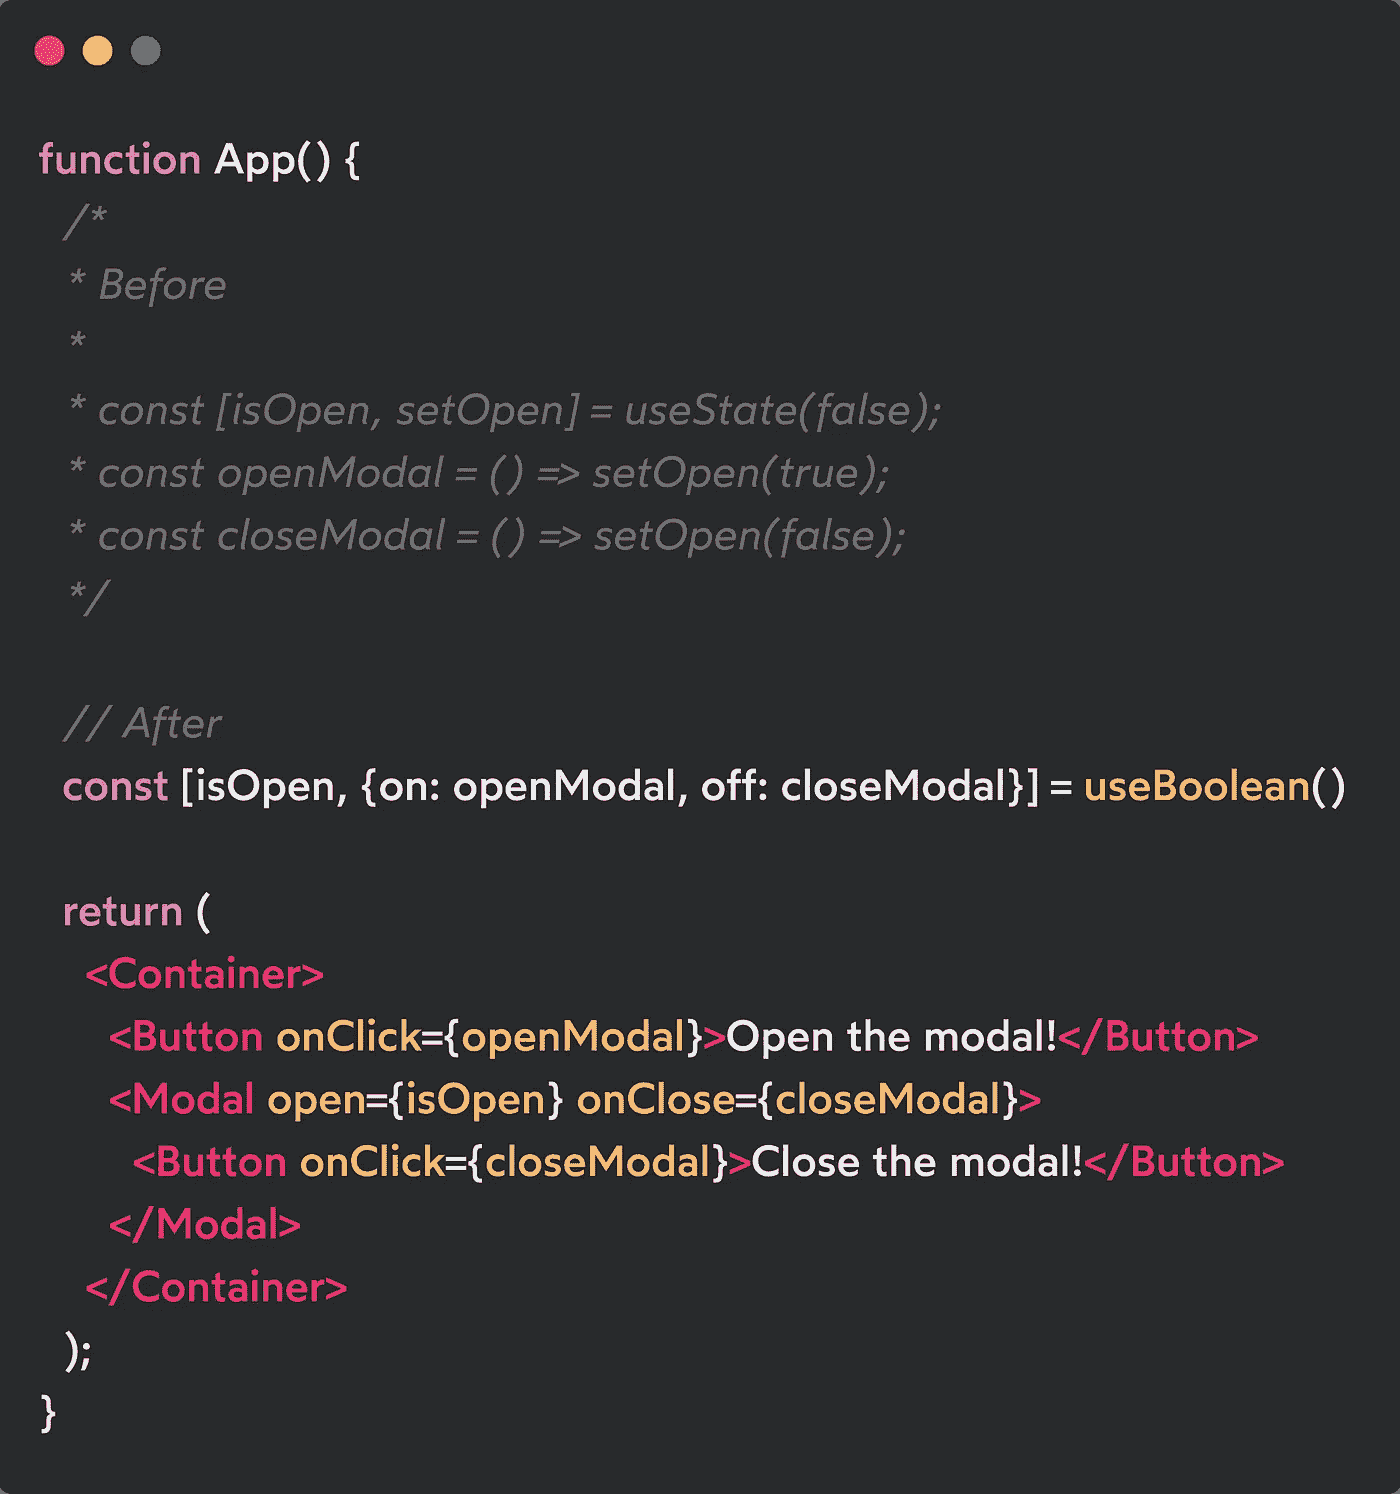 function App() {
/*
* Before
*
* const [isOpen, setOpen] = useState(false);
* const openModal = () => setOpen(true);
* const closeModal = () => setOpen(false);
*/
// After
const [isOpen, {on: openModal, off: closeModal}] = useBoolean()
return (
<Container>
<Button onClick={openModal}>Open the modal!</Button>
<Modal open={isOpen} onClose={closeModal}>
<Button onClick={closeModal}>Close the modal!</Button>
</Modal>
</Container>
);
}